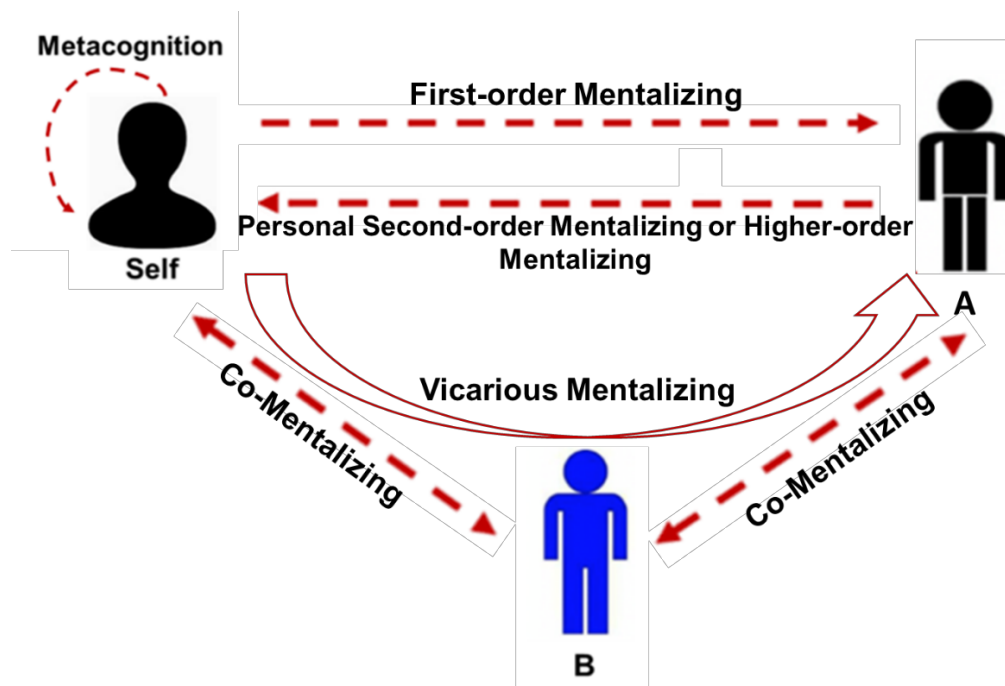 Metacognition
First-order Mentalizing
Personal Second-order Mentalizing or Higher-order
Mentalizing
Self
A
Vicarious Mentalizing
Co-Mentalizing
Co-Mentalizing
B